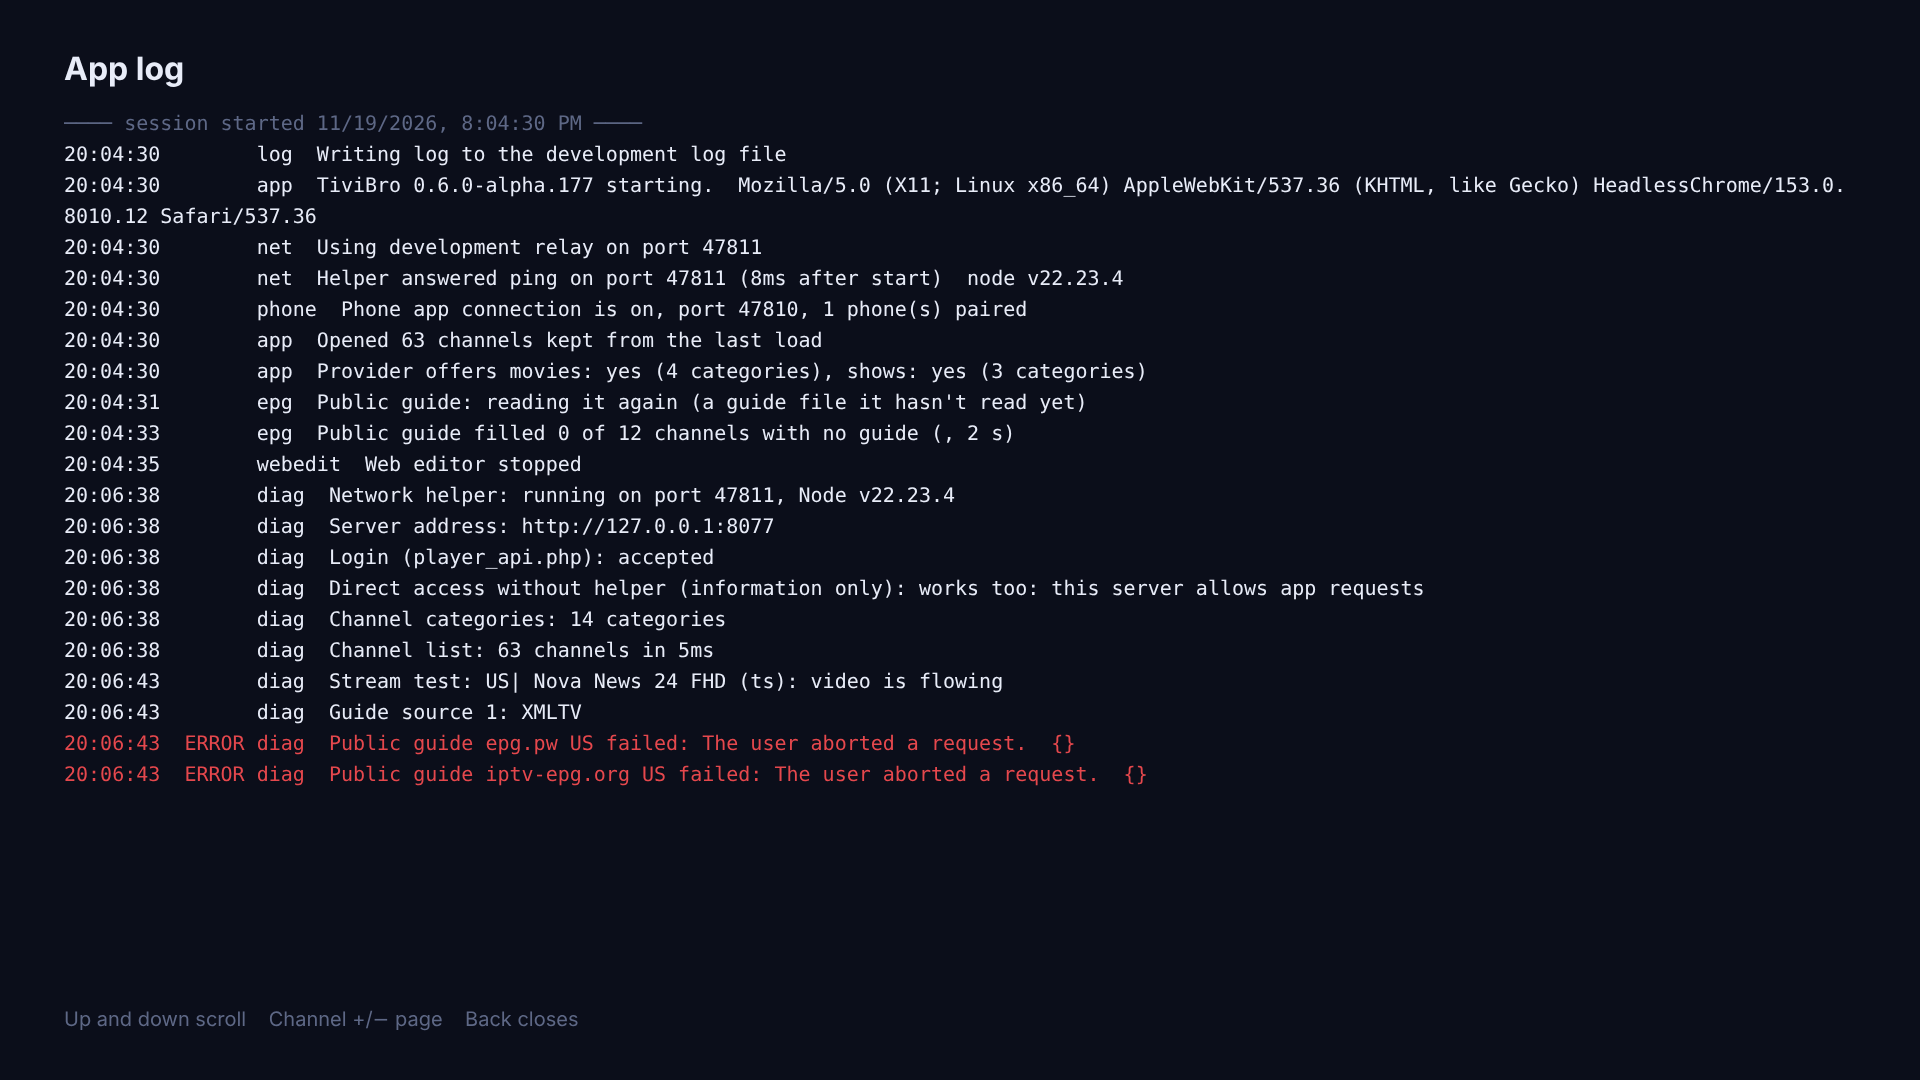 App log
──── session started 11/19/2026, 8:04:30 PM ────
20:04:30        log  Writing log to the development log file
20:04:30        app  TiviBro 0.6.0-alpha.177 starting.  Mozilla/5.0 (X11; Linux x86_64) AppleWebKit/537.36 (KHTML, like Gecko) HeadlessChrome/153.0.
8010.12 Safari/537.36
20:04:30        net  Using development relay on port 47811
20:04:30        net  Helper answered ping on port 47811 (8ms after start)  node v22.23.4
20:04:30        phone  Phone app connection is on, port 47810, 1 phone(s) paired
20:04:30        app  Opened 63 channels kept from the last load
20:04:30        app  Provider offers movies: yes (4 categories), shows: yes (3 categories)
20:04:31        epg  Public guide: reading it again (a guide file it hasn't read yet)
20:04:33        epg  Public guide filled 0 of 12 channels with no guide (, 2 s)
20:04:35        webedit  Web editor stopped
20:06:38        diag  Network helper: running on port 47811, Node v22.23.4
20:06:38        diag  Server address: http://127.0.0.1:8077
20:06:38        diag  Login (player_api.php): accepted
20:06:38        diag  Direct access without helper (information only): works too: this server allows app requests
20:06:38        diag  Channel categories: 14 categories
20:06:38        diag  Channel list: 63 channels in 5ms
20:06:43        diag  Stream test: US| Nova News 24 FHD (ts): video is flowing
20:06:43        diag  Guide source 1: XMLTV
20:06:43  ERROR diag  Public guide epg.pw US failed: The user aborted a request.  {}
20:06:43  ERROR diag  Public guide iptv-epg.org US failed: The user aborted a request.  {}
Up and down scroll    Channel +/− page    Back closes